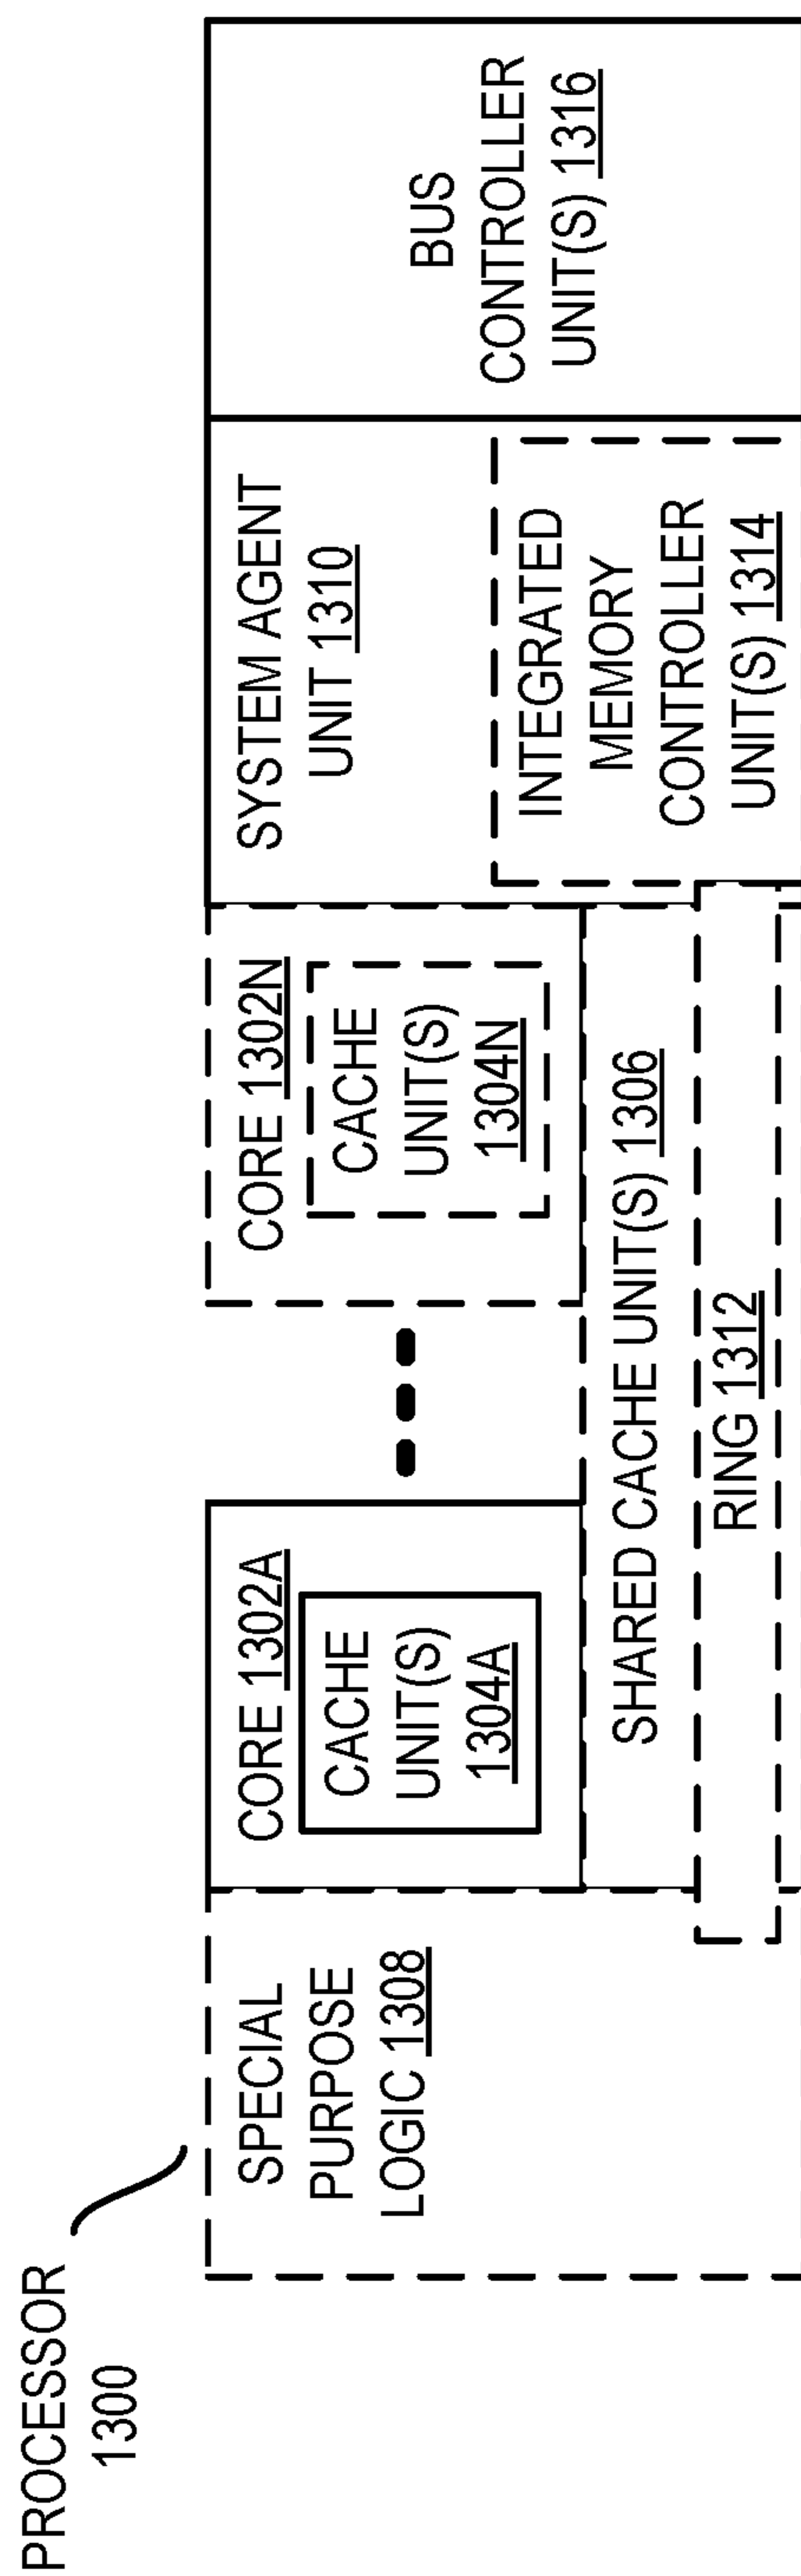 PROCESSOR
1300
SPECIAL
PURPOSE
LOGIC 1308
CORE 1302A
CACHE
UNIT(S)
1304A
CORE 1302N
CACHE
UNIT(S)
1304N
SHARED CACHE UNIT(S) 1306
RING 1312
SYSTEM AGENT
UNIT 1310
INTEGRATED
MEMORY
CONTROLLER
UNIT(S) 1314
BUS
CONTROLLER
UNIT(S) 1316